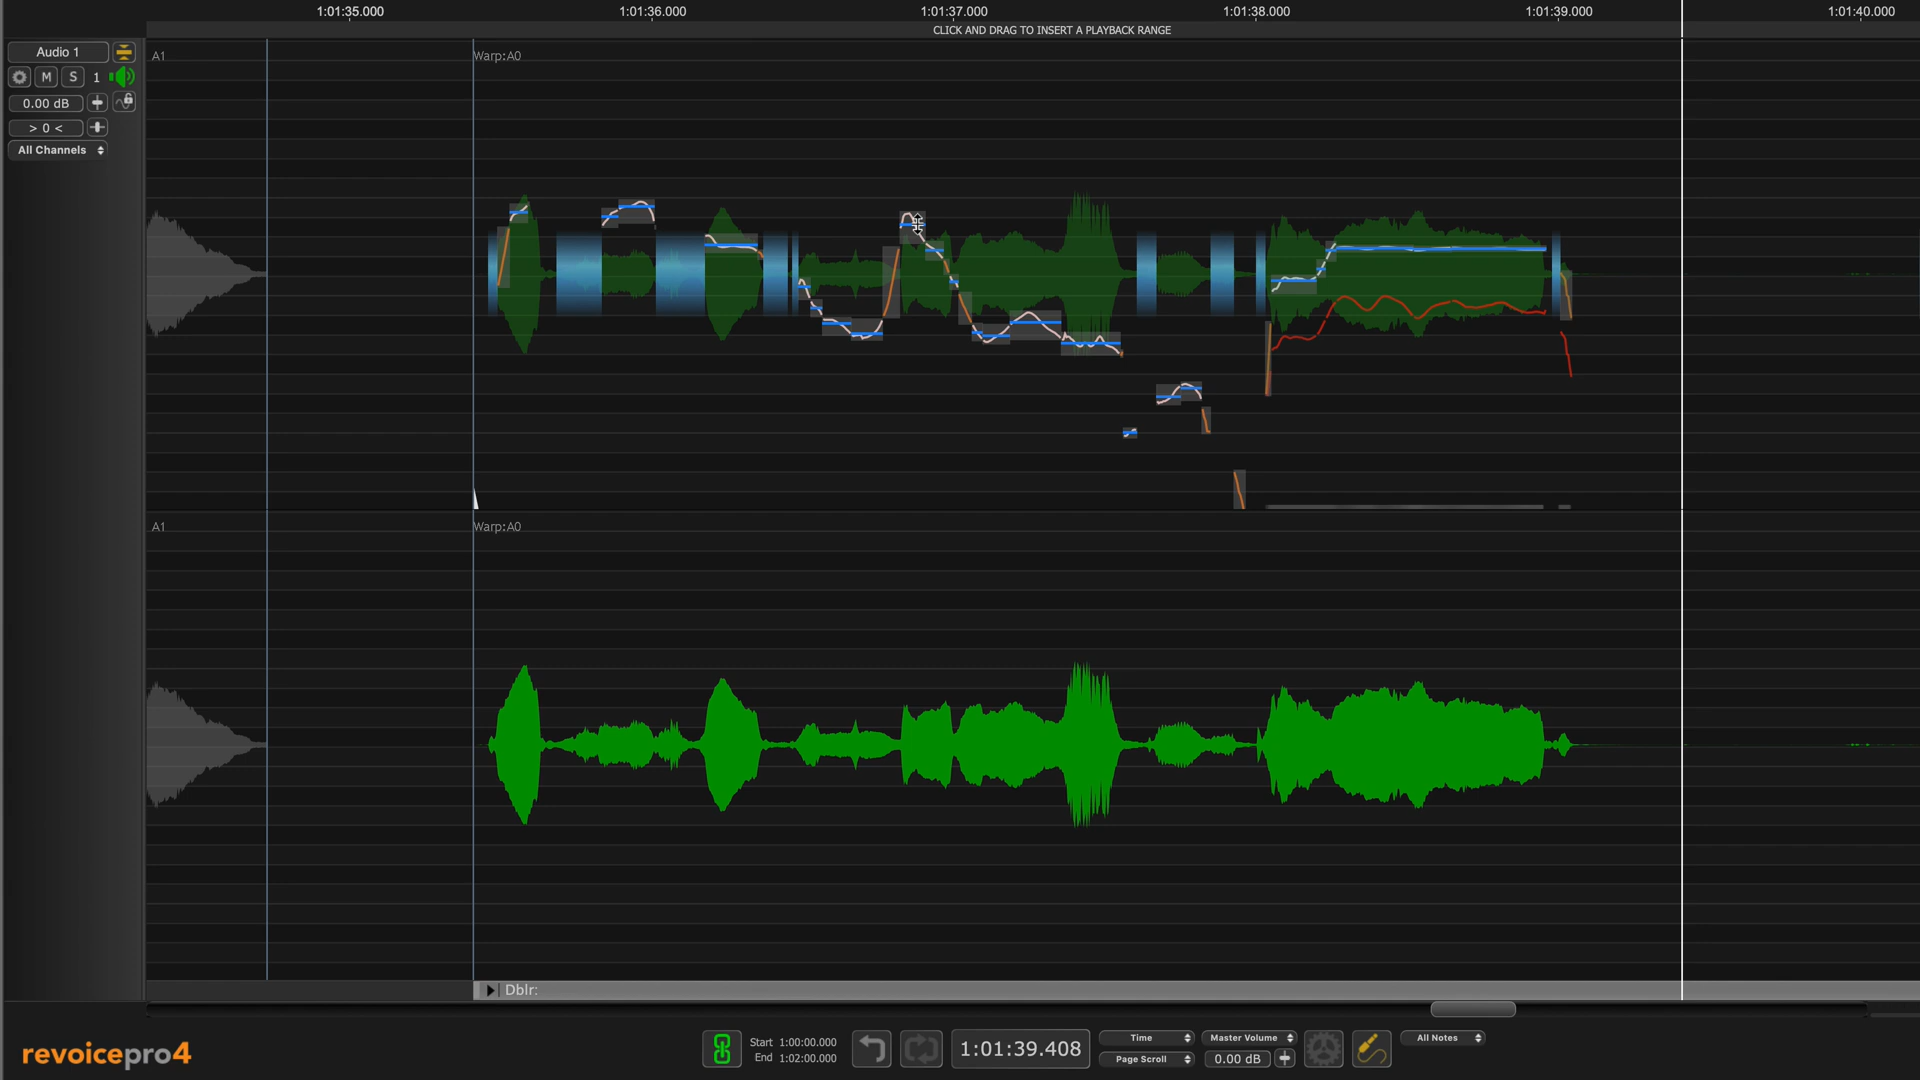 1:01:35.000 1:01:36.000 1:01:37.000 1:01:38.000 1:01:39.000 1:01:40.000
CLICK AND DRAG TO INSERT A PLAYBACK RANGE
Audio 1
A1 Warp:A0
M S 1
0.00 dB
> 0 <
All Channels
A1 Warp:A0
Dblr:
revoicepro4
Start 1:00:00.000
End 1:02:00.000
1:01:39.408
Time
Page Scroll
Master Volume
0.00 dB
All Notes